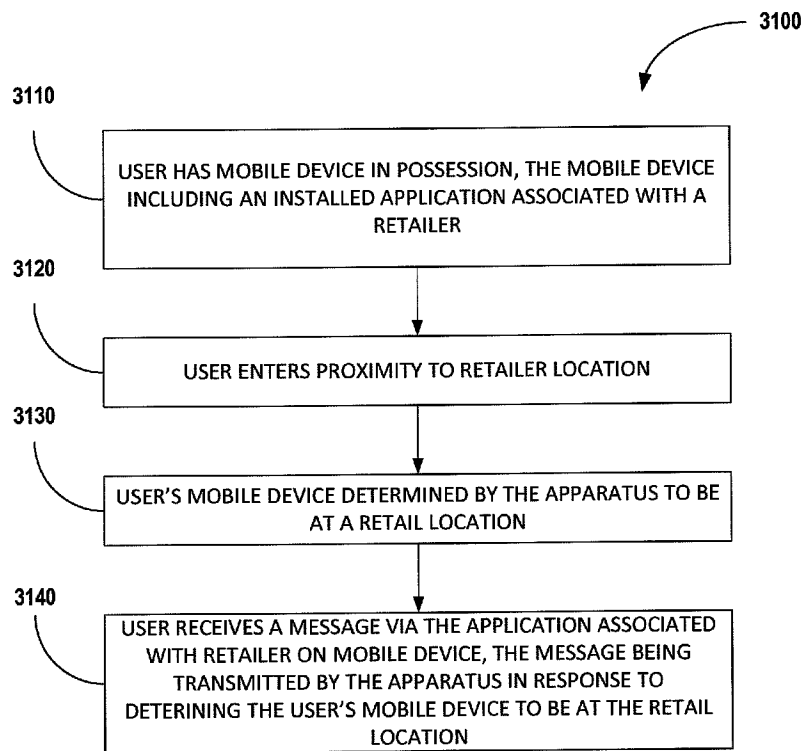 3100
3110
USER HAS MOBILE DEVICE IN POSSESSION, THE MOBILE DEVICE
INCLUDING AN INSTALLED APPLICATION ASSOCIATED WITH A
RETAILER
3120
USER ENTERS PROXIMITY TO RETAILER LOCATION
3130
USER'S MOBILE DEVICE DETERMINED BY THE APPARATUS TO BE
AT A RETAIL LOCATION
3140
USER RECEIVES A MESSAGE VIA THE APPLICATION ASSOCIATED
WITH RETAILER ON MOBILE DEVICE, THE MESSAGE BEING
TRANSMITTED BY THE APPARATUS IN RESPONSE TO
DETERINING THE USER'S MOBILE DEVICE TO BE AT THE RETAIL
LOCATION